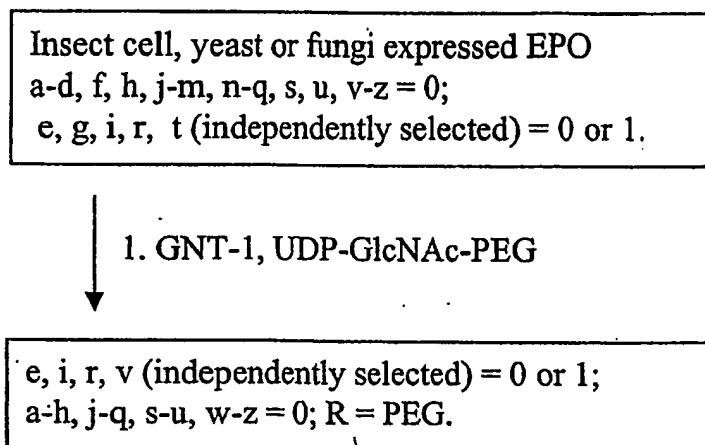 Insect cell, yeast or fungi expressed EPO
a-d, f, h, j-m, n-q, s, u, v-z = 0;
e, g, i, r, t (independently selected) = 0 or 1.
1. GNT-1, UDP-GlcNAc-PEG
e, i, r, v (independently selected) = 0 or 1;
a-h, j-q, s-u, w-z = 0; R = PEG.